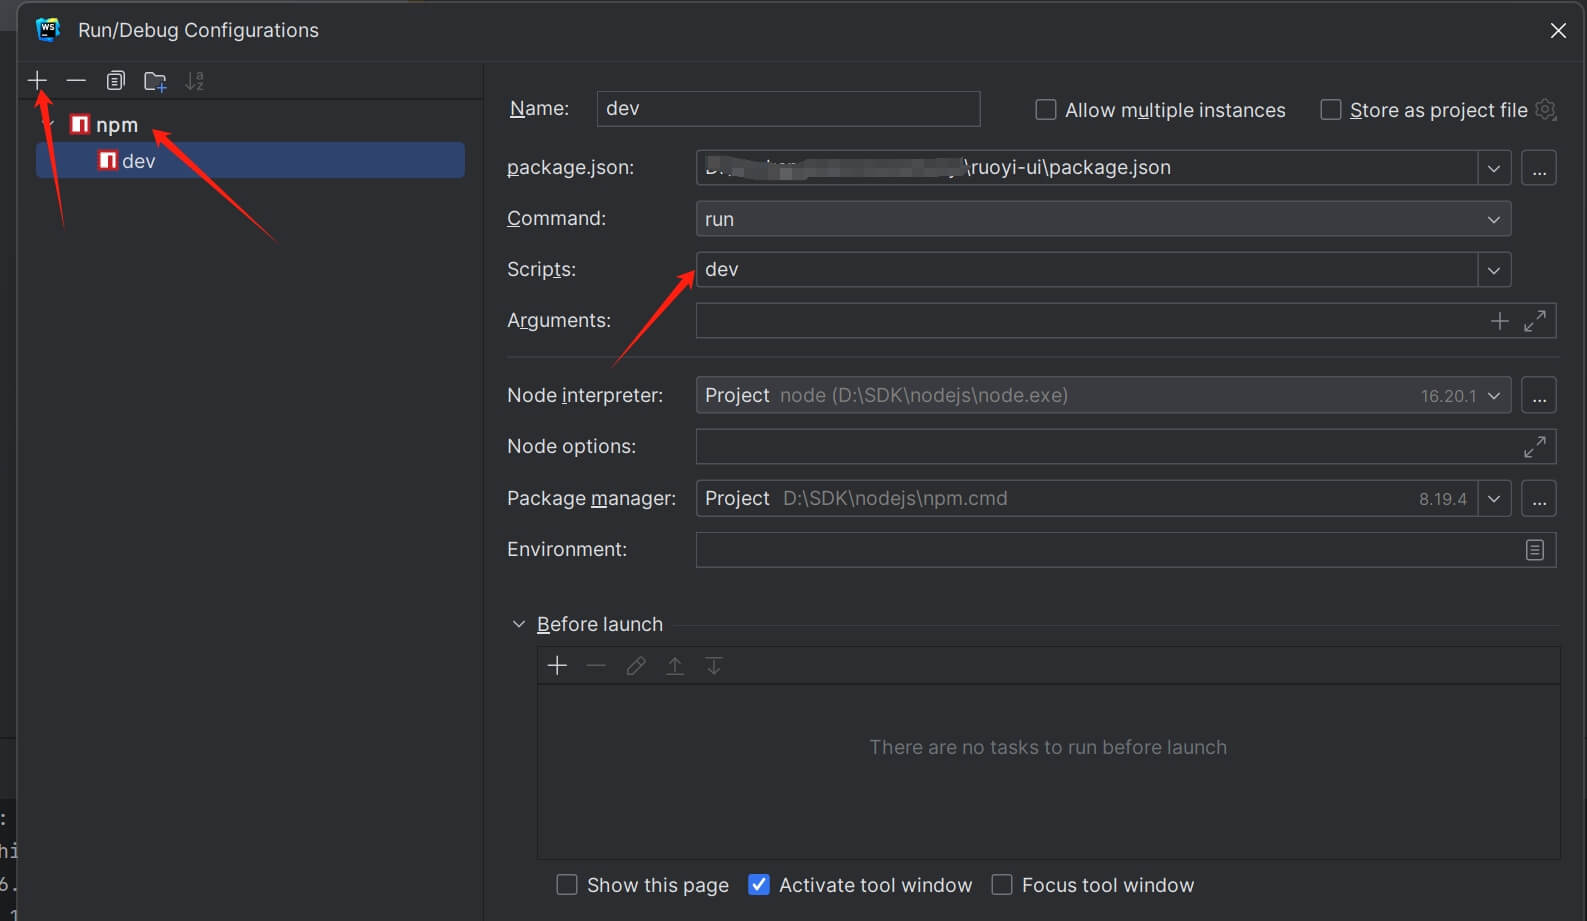 WS Run/Debug Configurations
npm
dev
Name: dev Allow multiple instances Store as project file
package.json: \ruoyi-ui\package.json ...
Command: run
Scripts: dev
Arguments:
Node interpreter: Project node (D:\SDK\nodejs\node.exe) 16.20.1 ...
Node options:
Package manager: Project D:\SDK\nodejs\npm.cmd 8.19.4 ...
Environment:
Before launch
There are no tasks to run before launch
:
hi
6.
1
Show this page Activate tool window Focus tool window